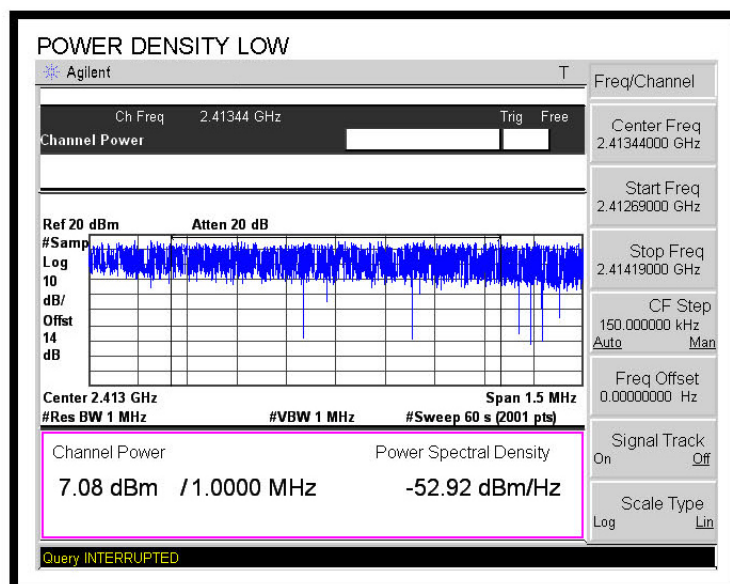 POWER DENSITY LOW
Agilent T
Ch Freq 2.41344 GHz Trig Free
Channel Power
Ref 20 dBm Atten 20 dB
#Samp
Log
10
dB/
Offst
14
dB
Center 2.413 GHz Span 1.5 MHz
#Res BW 1 MHz #VBW 1 MHz #Sweep 60 s (2001 pts)
Channel Power Power Spectral Density
7.08 dBm /1.0000 MHz -52.92 dBm/Hz
Query INTERRUPTED
Freq/Channel
Center Freq
2.41344000 GHz
Start Freq
2.41269000 GHz
Stop Freq
2.41419000 GHz
CF Step
150.000000 kHz
Auto Man
Freq Offset
0.00000000 Hz
Signal Track
On Off
Scale Type
Log Lin